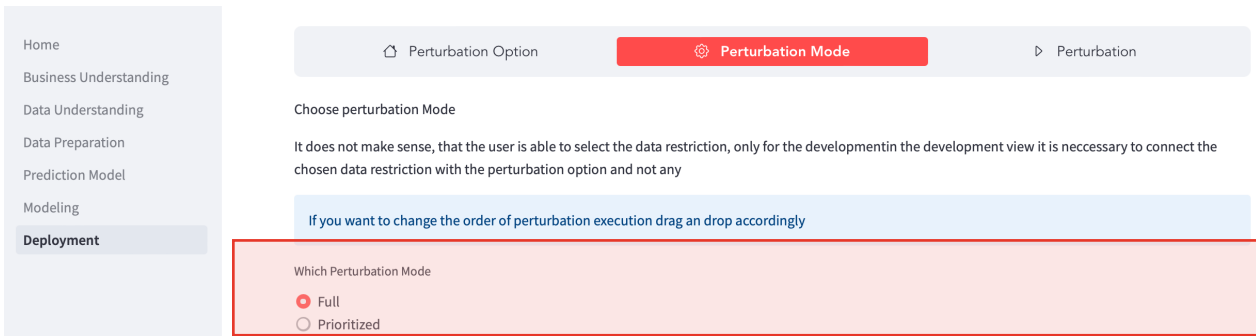 Home
Business Understanding
Data Understanding
Data Preparation
Prediction Model
Modeling
Deployment
Perturbation Option
Perturbation Mode
Perturbation
Choose perturbation Mode
It does not make sense, that the user is able to select the data restriction, only for the developmentin the development view it is neccessary to connect the
chosen data restriction with the perturbation option and not any
If you want to change the order of perturbation execution drag an drop accordingly
Which Perturbation Mode
Full
Prioritized